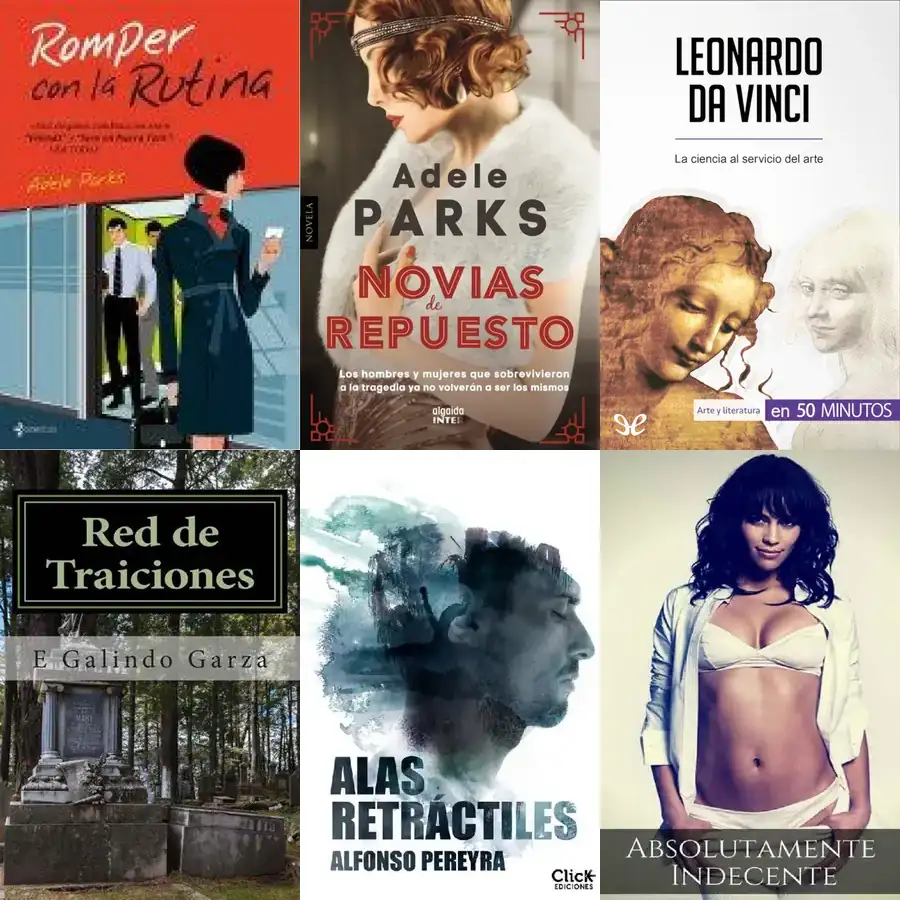 Romper
con la Rutina
Adele Parks
Adele
PARKS
NOVELA
NOVIAS
de
REPUESTO
Los hombres y mujeres que sobrevivieron
a la tragedia ya no volverán a ser los mismos
algaida
INTER
LEONARDO
DA VINCI
La ciencia al servicio del arte
Arte y literatura en 50 MINUTOS
Red de
Traiciones
E Galindo Garza
ALAS
RETRÁCTILES
ALFONSO PEREYRA
Click
EDICIONES
ABSOLUTAMENTE
INDECENTE